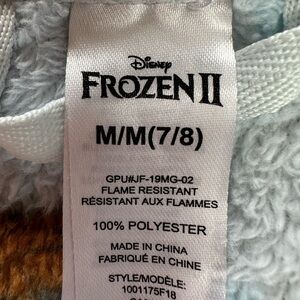 Disney
FROZEN II
M/M(7/8)
GPU#JF-19MG-02
FLAME RESISTANT
RÉSISTANT AUX FLAMMES
100% POLYESTER
MADE IN CHINA
FABRIQUÉ EN CHINE
STYLE/MODÈLE:
1001175F18